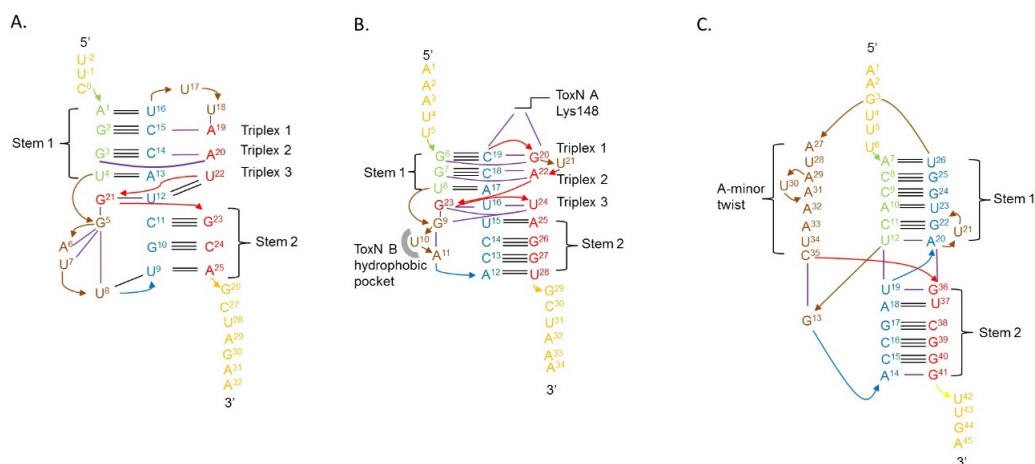 A.
5'
U⁻²
U⁻¹
C⁰
U¹⁷
A¹ U¹⁶ U¹⁸
G² C¹⁵ A¹⁹ Triplex 1
Stem 1
G³ C¹⁴ A²⁰ Triplex 2
U⁴ A¹³ U²² Triplex 3
G²¹ U¹²
G⁵ C¹¹ G²³
A⁶ G¹⁰ C²⁴ Stem 2
U⁷ U⁹ A²⁵
U⁸ G²⁶
C²⁷
U²⁸
A²⁹
G³⁰
A³¹
A³²
3'
B.
5'
A¹
A²
A³
U⁴
U⁵
ToxN A
Lys148
G⁶ C¹⁹ G²⁰ Triplex 1
U²¹
Stem 1
G⁷ C¹⁸ A²² Triplex 2
U⁸ A¹⁷
G²³ U¹⁶ U²⁴ Triplex 3
G⁹ U¹⁵ A²⁵
U¹⁰ C¹⁴ G²⁶ Stem 2
A¹¹ C¹³ G²⁷
ToxN B
hydrophobic
pocket
A¹² U²⁸
G²⁹
C³⁰
U³¹
A³²
A³³
A³⁴
3'
C.
5'
A¹
A²
G³
U⁴
U⁵
U⁶
A²⁷
U²⁸
A²⁹
U³⁰
A³¹
A³²
A³³
U³⁴
C³⁵
A-minor
twist
G¹³
A⁷ U²⁶
C⁸ G²⁵
C⁹ G²⁴
A¹⁰ U²³
Stem 1
C¹¹ G²²
U²¹
U¹² A²⁰
U¹⁹ G³⁶
A¹⁸ U³⁷
G¹⁷ C³⁸
Stem 2
C¹⁶ G³⁹
C¹⁵ G⁴⁰
A¹⁴ G⁴¹
U⁴²
U⁴³
G⁴⁴
A⁴⁵
3'